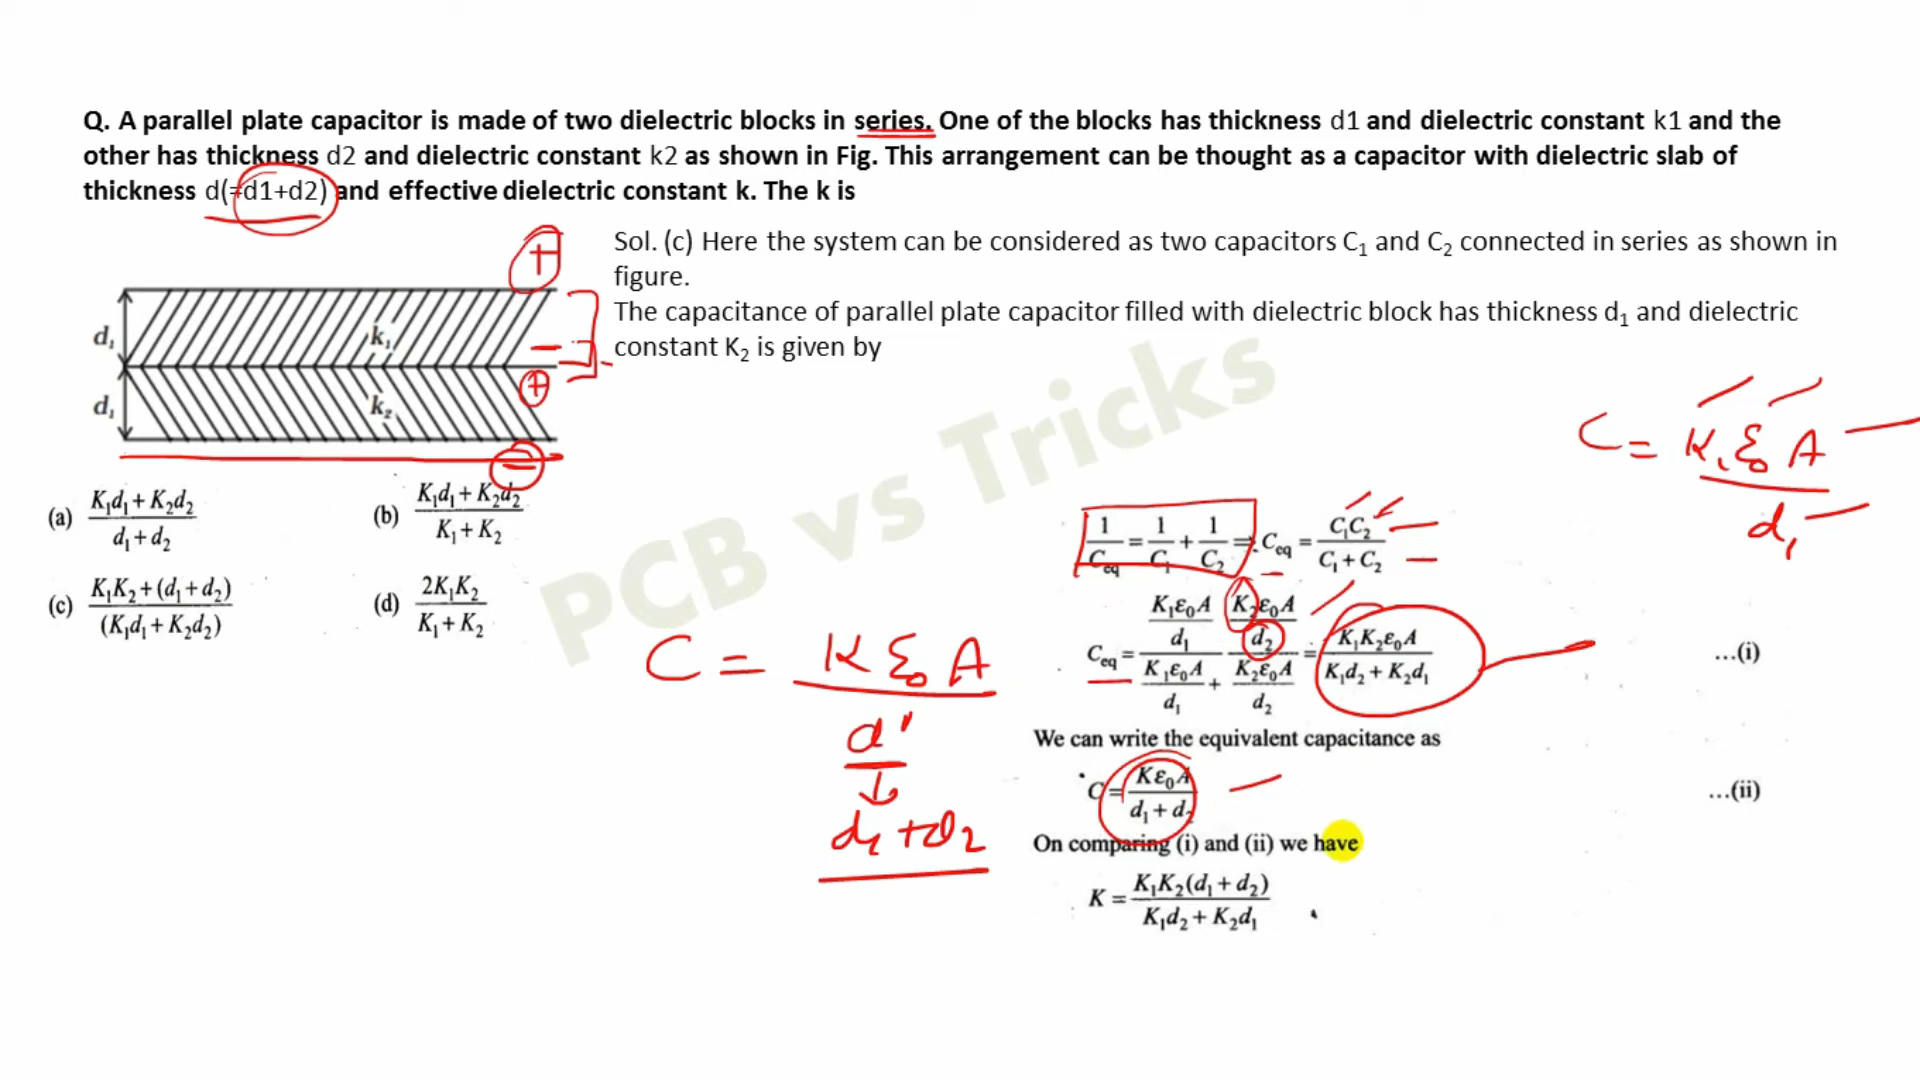 Q. A parallel plate capacitor is made of two dielectric blocks in series. One of the blocks has thickness d1 and dielectric constant k1 and the
other has thickness d2 and dielectric constant k2 as shown in Fig. This arrangement can be thought as a capacitor with dielectric slab of
thickness d(=d1+d2) and effective dielectric constant k. The k is
Sol. (c) Here the system can be considered as two capacitors C₁ and C₂ connected in series as shown in
figure.
The capacitance of parallel plate capacitor filled with dielectric block has thickness d₁ and dielectric
constant K₂ is given by
+
d₁ k₁ −
+
d₁ k₂
−
(a) (K₁d₁ + K₂d₂)/(d₁ + d₂) (b) (K₁d₁ + K₂d₂)/(K₁ + K₂)
(c) (K₁K₂ + (d₁ + d₂))/(K₁d₁ + K₂d₂) (d) 2K₁K₂/(K₁ + K₂)
PCB vs Tricks
C = K₁ε₀A/d₁
1/C_eq = 1/C₁ + 1/C₂ ⇒ C_eq = C₁C₂/(C₁ + C₂)
C_eq = (K₁ε₀A/d₁ K₂ε₀A/d₂)/(K₁ε₀A/d₁ + K₂ε₀A/d₂) = K₁K₂ε₀A/(K₁d₂ + K₂d₁) ...(i)
C = Kε₀A/d'
↓
d₁ + d₂
We can write the equivalent capacitance as
C = Kε₀A/(d₁ + d₂) ...(ii)
On comparing (i) and (ii) we have
K = K₁K₂(d₁ + d₂)/(K₁d₂ + K₂d₁)